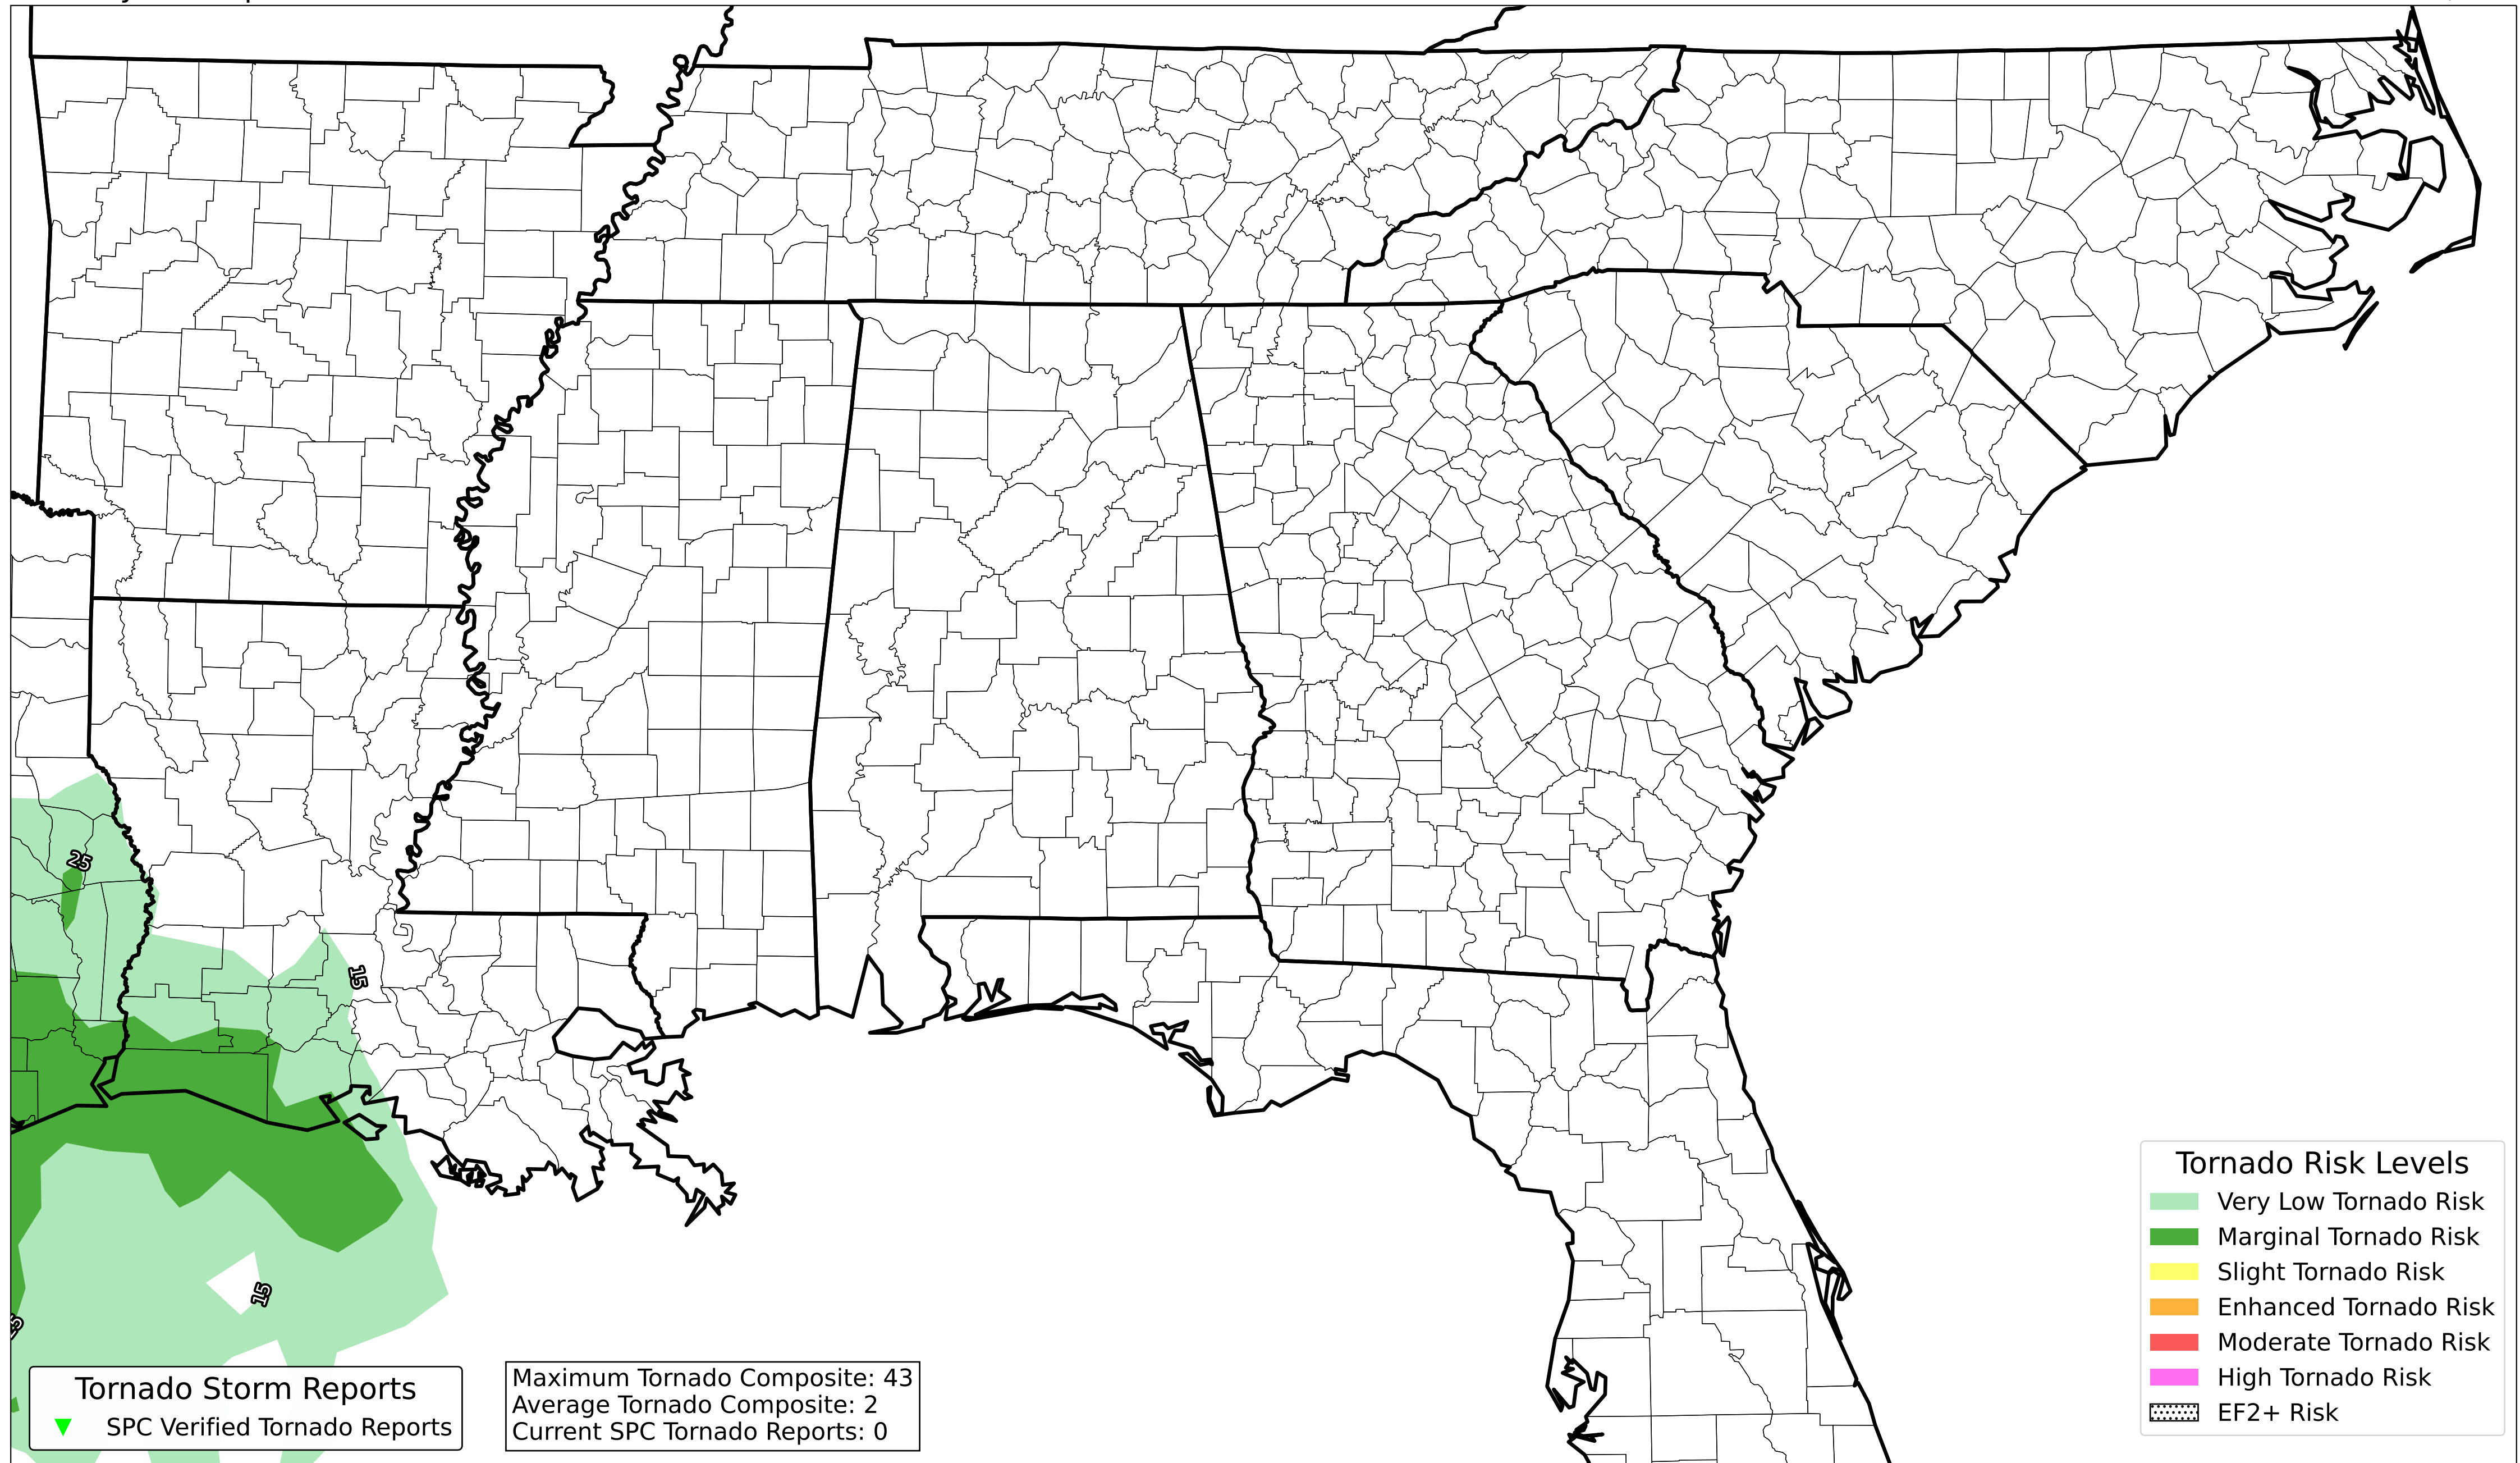 25
15
15
Tornado Risk Levels
Very Low Tornado Risk
Marginal Tornado Risk
Slight Tornado Risk
Enhanced Tornado Risk
Moderate Tornado Risk
High Tornado Risk
EF2+ Risk
Tornado Storm Reports
SPC Verified Tornado Reports
Maximum Tornado Composite: 43
Average Tornado Composite: 2
Current SPC Tornado Reports: 0